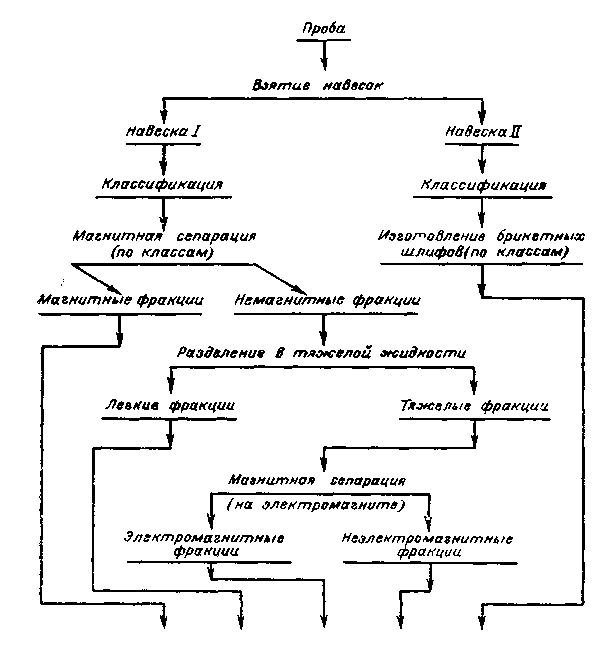 Проба
Взятие навесок
Навеска I
Навеска II
Классификация
Классификация
Магнитная сепарация
(по классам)
Изготовление брикетных
шлифов (по классам)
Магнитные фракции
Немагнитные фракции
Разделение в тяжелой жидкости
Легкие фракции
Тяжелые фракции
Магнитная сепарация
(на электромагните)
Электромагнитные
фракции
Неэлектромагнитные
фракции